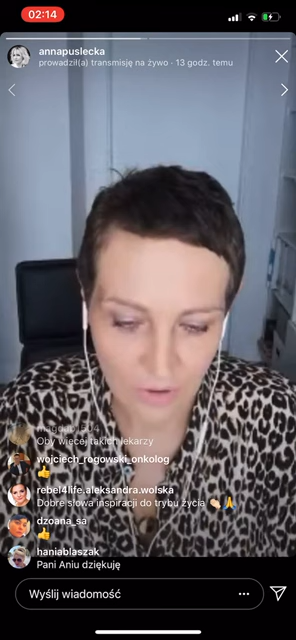 02:14
annapuslecka
prowadził(a) transmisję na żywo · 13 godz. temu
Oby więcej takich lekarzy
wojciech_rogowski_onkolog
👍
rebel4life.aleksandra.wolska
Dobre słowa inspiracji do trybu życia 👏🙏
dzoana_sa
👍
haniablaszak
Pani Aniu dziękuję
Wyślij wiadomość